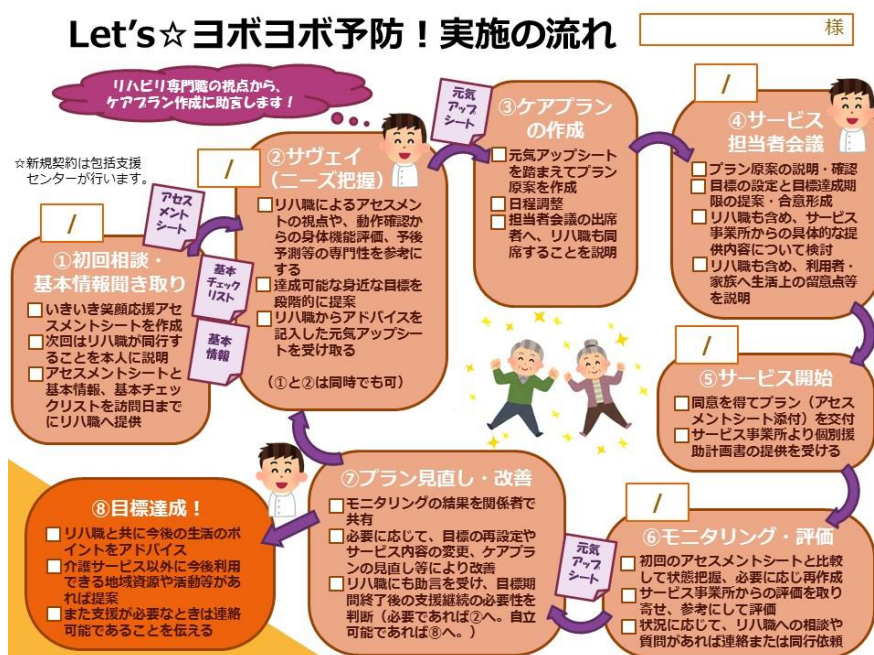 Let's☆ヨボヨボ予防！実施の流れ
様
リハビリ専門職の視点から、
ケアプラン作成に助言します！
☆新規契約は包括支援
センターが行います。
/
①初回相談・
基本情報聞き取り
□いきいき笑顔応援アセ
スメントシートを作成
□次回はリハ職が同行す
ることを本人に説明
□アセスメントシートと
基本情報、基本チェッ
クリストを訪問日まで
にリハ職へ提供
アセス
メント
シート
基本
チェック
リスト
基本
情報
/
②サヴェイ
（ニーズ把握）
□リハ職によるアセスメン
トの視点や、動作確認か
らの身体機能評価、予後
予測等の専門性を参考に
する
□達成可能な身近な目標を
段階的に提案
□リハ職からアドバイスを
記入した元気アップシー
トを受け取る
（①と②は同時でも可）
元気
アップ
シート
③ケアプラン
の作成
□元気アップシート
を踏まえてプラン
原案を作成
□日程調整
□担当者会議の出席
者へ、リハ職も同
席することを説明
/
④サービス
担当者会議
□プラン原案の説明・確認
□目標の設定と目標達成期
限の提案・合意形成
□リハ職も含め、サービス
事業所からの具体的な提
供内容について検討
□リハ職も含め、利用者・
家族へ生活上の留意点等
を説明
/
⑤サービス開始
□同意を得てプラン（アセス
メントシート添付）を交付
□サービス事業所より個別援
助計画書の提供を受ける
/
⑥モニタリング・評価
□初回のアセスメントシートと比較
して状態把握、必要に応じ再作成
□サービス事業所からの評価を取り
寄せ、参考にして評価
□状況に応じて、リハ職への相談や
質問があれば連絡または同行依頼
元気
アップ
シート
⑦プラン見直し・改善
□モニタリングの結果を関係者で
共有
□必要に応じて、目標の再設定や
サービス内容の変更、ケアプラン
の見直し等により改善
□リハ職にも助言を受け、目標期
間終了後の支援継続の必要性を
判断（必要であれば②へ。自立
可能であれば⑧へ。）
⑧目標達成！
□リハ職と共に今後の生活のポ
イントをアドバイス
□介護サービス以外に今後利用
できる地域資源や活動等があ
れば提案
□また支援が必要なときは連絡
可能であることを伝える